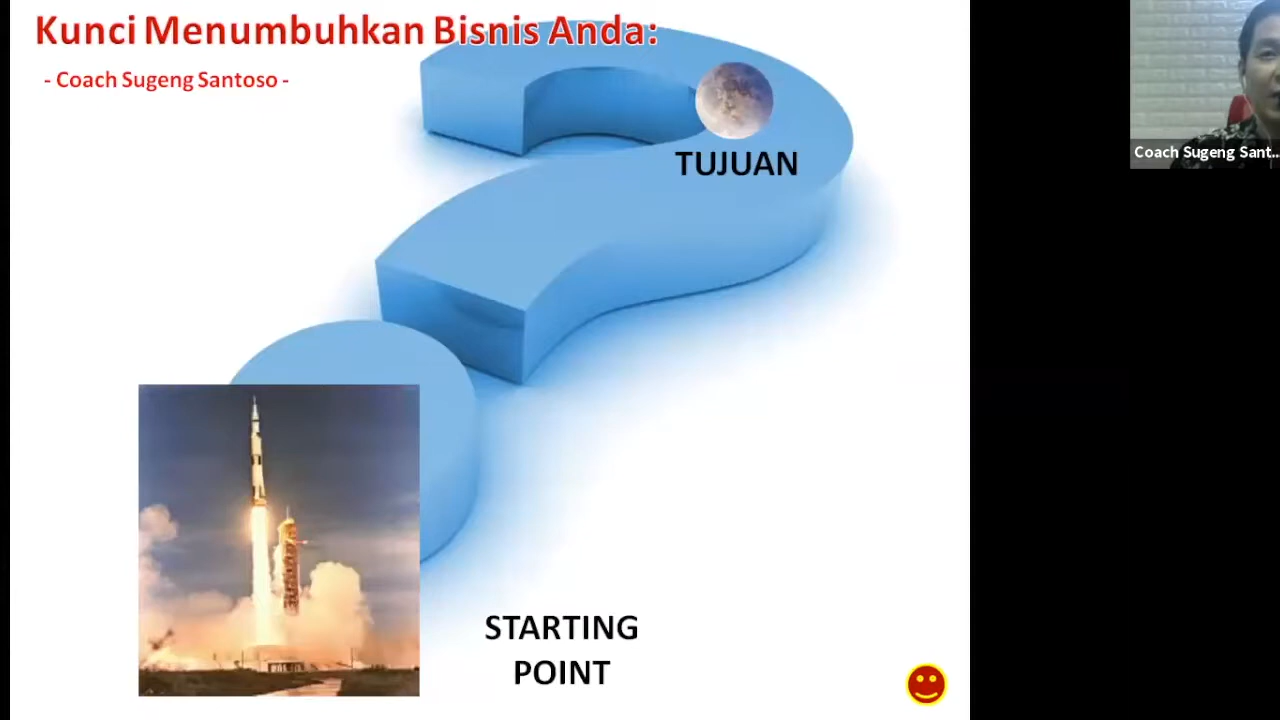 Kunci Menumbuhkan Bisnis Anda:
- Coach Sugeng Santoso -
TUJUAN
STARTING
POINT
Coach Sugeng Sant...